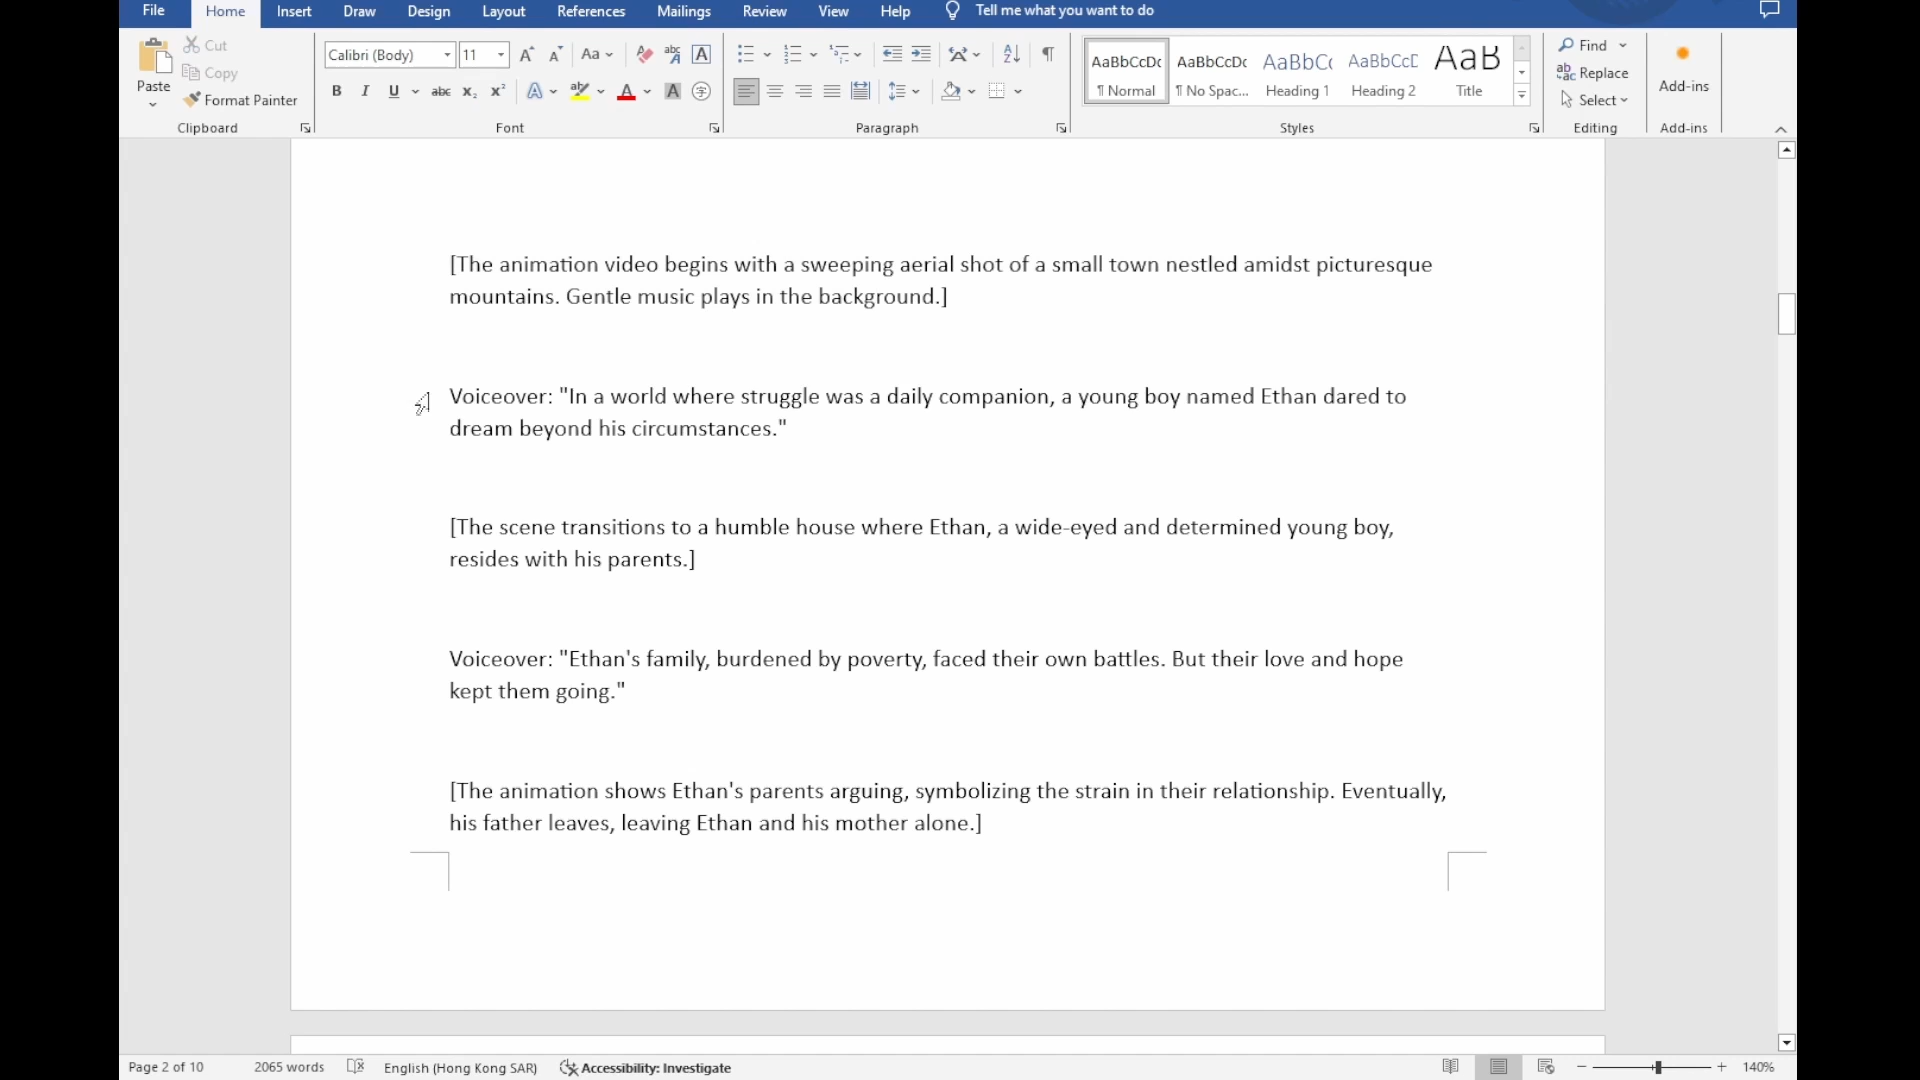 File Home Insert Draw Design Layout References Mailings Review View Help Tell me what you want to do
Cut
Copy
Paste
Format Painter
Clipboard
Calibri (Body) 11 Aa abc A
B I U abc x₂ x² A ab A A 字
Font
Paragraph
AaBbCcDc AaBbCcDc AaBbC AaBbCcD AaB
¶ Normal ¶ No Spac... Heading 1 Heading 2 Title
Styles
Find
Replace
Select
Editing
Add-ins
Add-ins
[The animation video begins with a sweeping aerial shot of a small town nestled amidst picturesque
mountains. Gentle music plays in the background.]
Voiceover: "In a world where struggle was a daily companion, a young boy named Ethan dared to
dream beyond his circumstances."
[The scene transitions to a humble house where Ethan, a wide-eyed and determined young boy,
resides with his parents.]
Voiceover: "Ethan's family, burdened by poverty, faced their own battles. But their love and hope
kept them going."
[The animation shows Ethan's parents arguing, symbolizing the strain in their relationship. Eventually,
his father leaves, leaving Ethan and his mother alone.]
Page 2 of 10 2065 words English (Hong Kong SAR) Accessibility: Investigate 140%